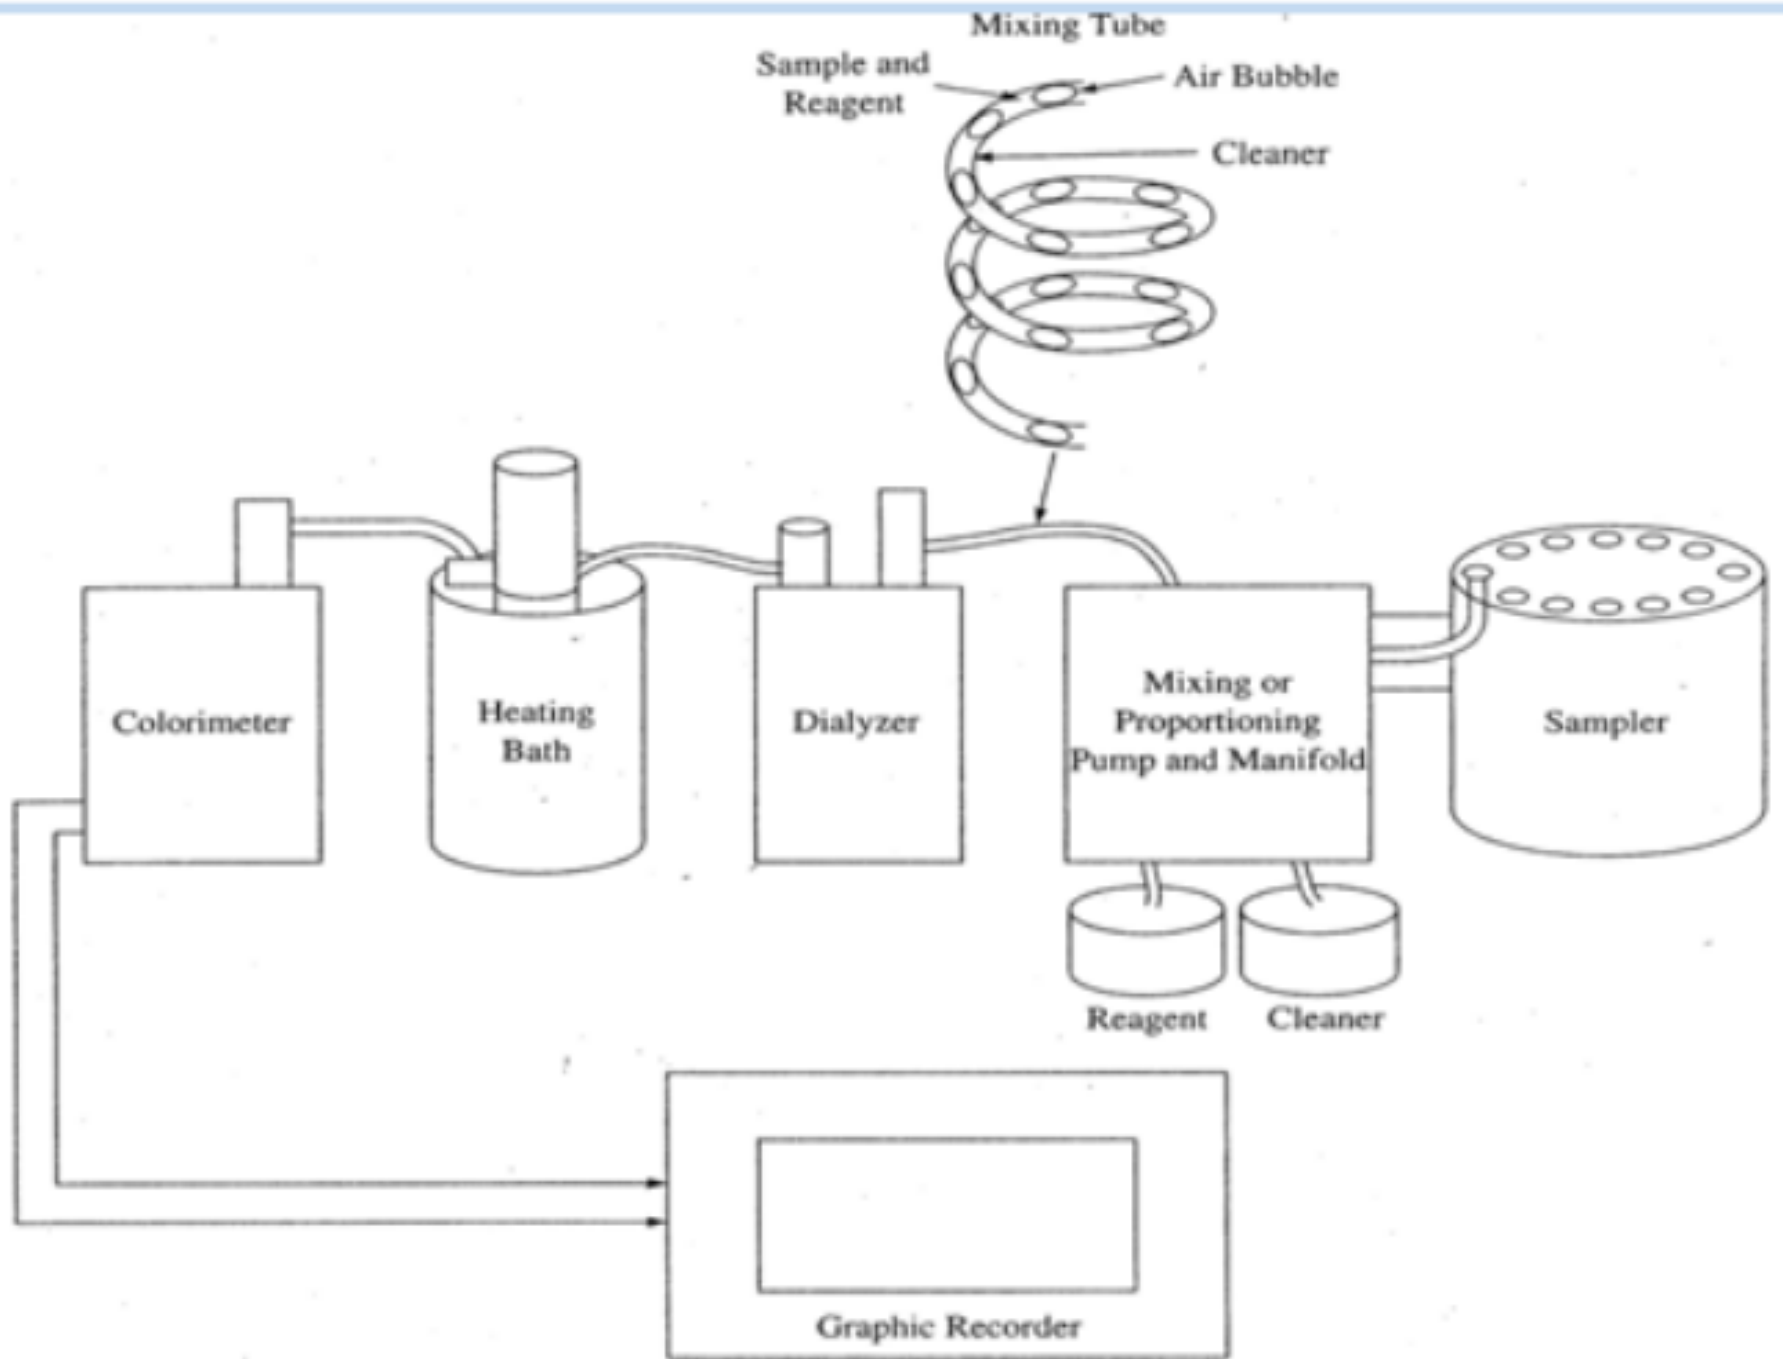 Mixing Tube
Sample and
Reagent
Air Bubble
Cleaner
Colorimeter
Heating
Bath
Dialyzer
Mixing or
Proportioning
Pump and Manifold
Sampler
Reagent
Cleaner
Graphic Recorder